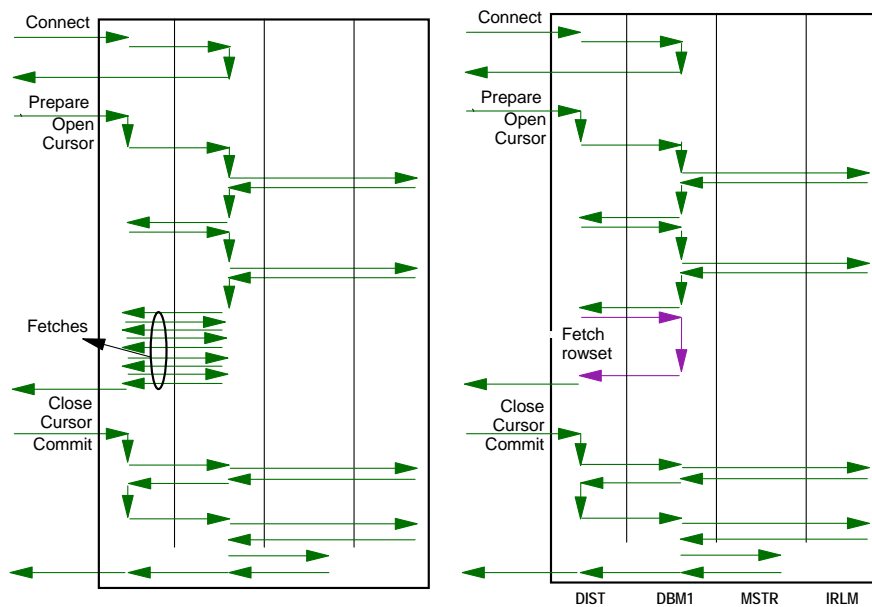 Connect
Prepare
Open
Cursor
Fetches
Close
Cursor
Commit
Connect
Prepare
Open
Cursor
Fetch
rowset
Close
Cursor
Commit
DIST DBM1 MSTR IRLM